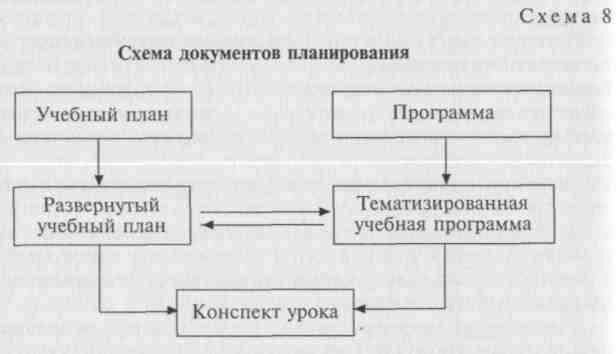 Схема 8
Схема документов планирования
Учебный план
Программа
Развернутый
учебный план
Тематизированная
учебная программа
Конспект урока